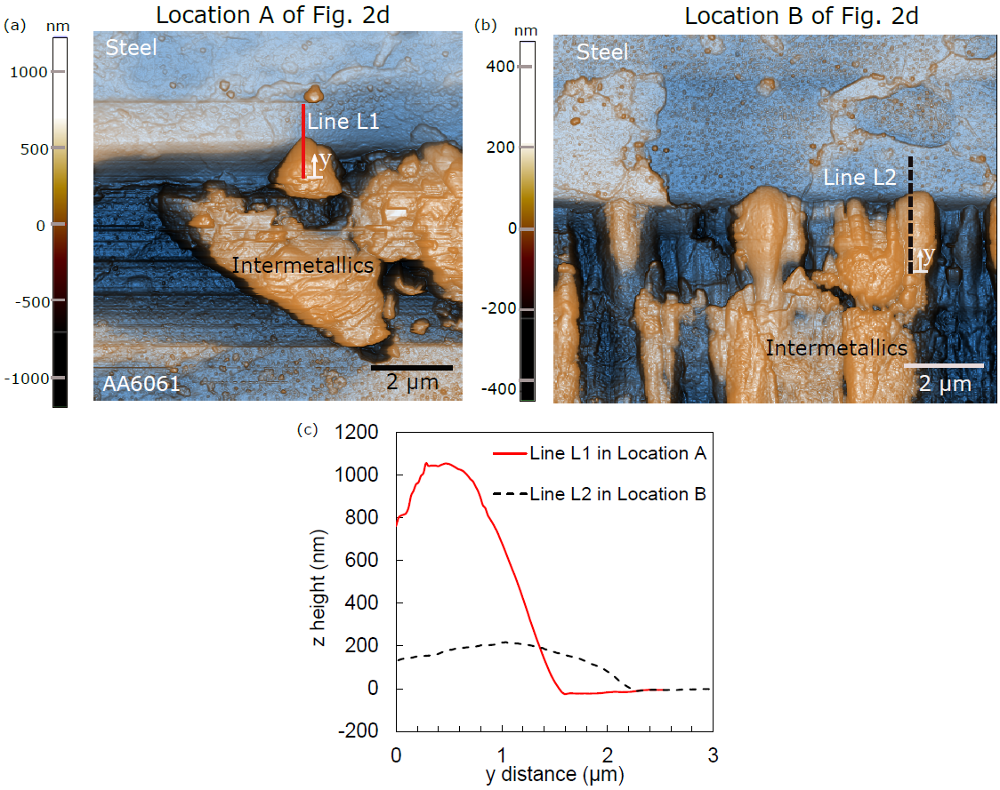 Location A of Fig. 2d
(a)
nm
1000
500
0
-500
-1000
Steel
Line L1
y
Intermetallics
AA6061
2 µm
Location B of Fig. 2d
(b)
nm
400
200
0
-200
-400
Steel
Line L2
y
Intermetallics
2 µm
(c)
1200
1000
800
600
400
200
0
-200
z height (nm)
Line L1 in Location A
Line L2 in Location B
0
1
2
3
y distance (µm)